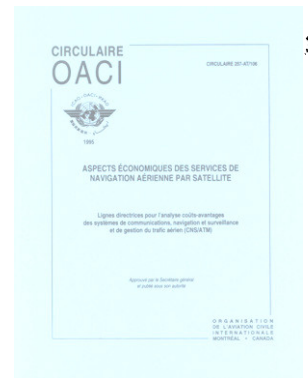 CIRCULAIRE
OACI
CIRCULAIRE 257-AT/106
1995
ASPECTS ÉCONOMIQUES DES SERVICES DE
NAVIGATION AÉRIENNE PAR SATELLITE
Lignes directrices pour l'analyse coûts-avantages
des systèmes de communications, navigation et surveillance
et de gestion du trafic aérien (CNS/ATM)
Approuvé par le Secrétaire général
et publié sous son autorité
ORGANISATION
DE L'AVIATION CIVILE
INTERNATIONALE
MONTRÉAL • CANADA